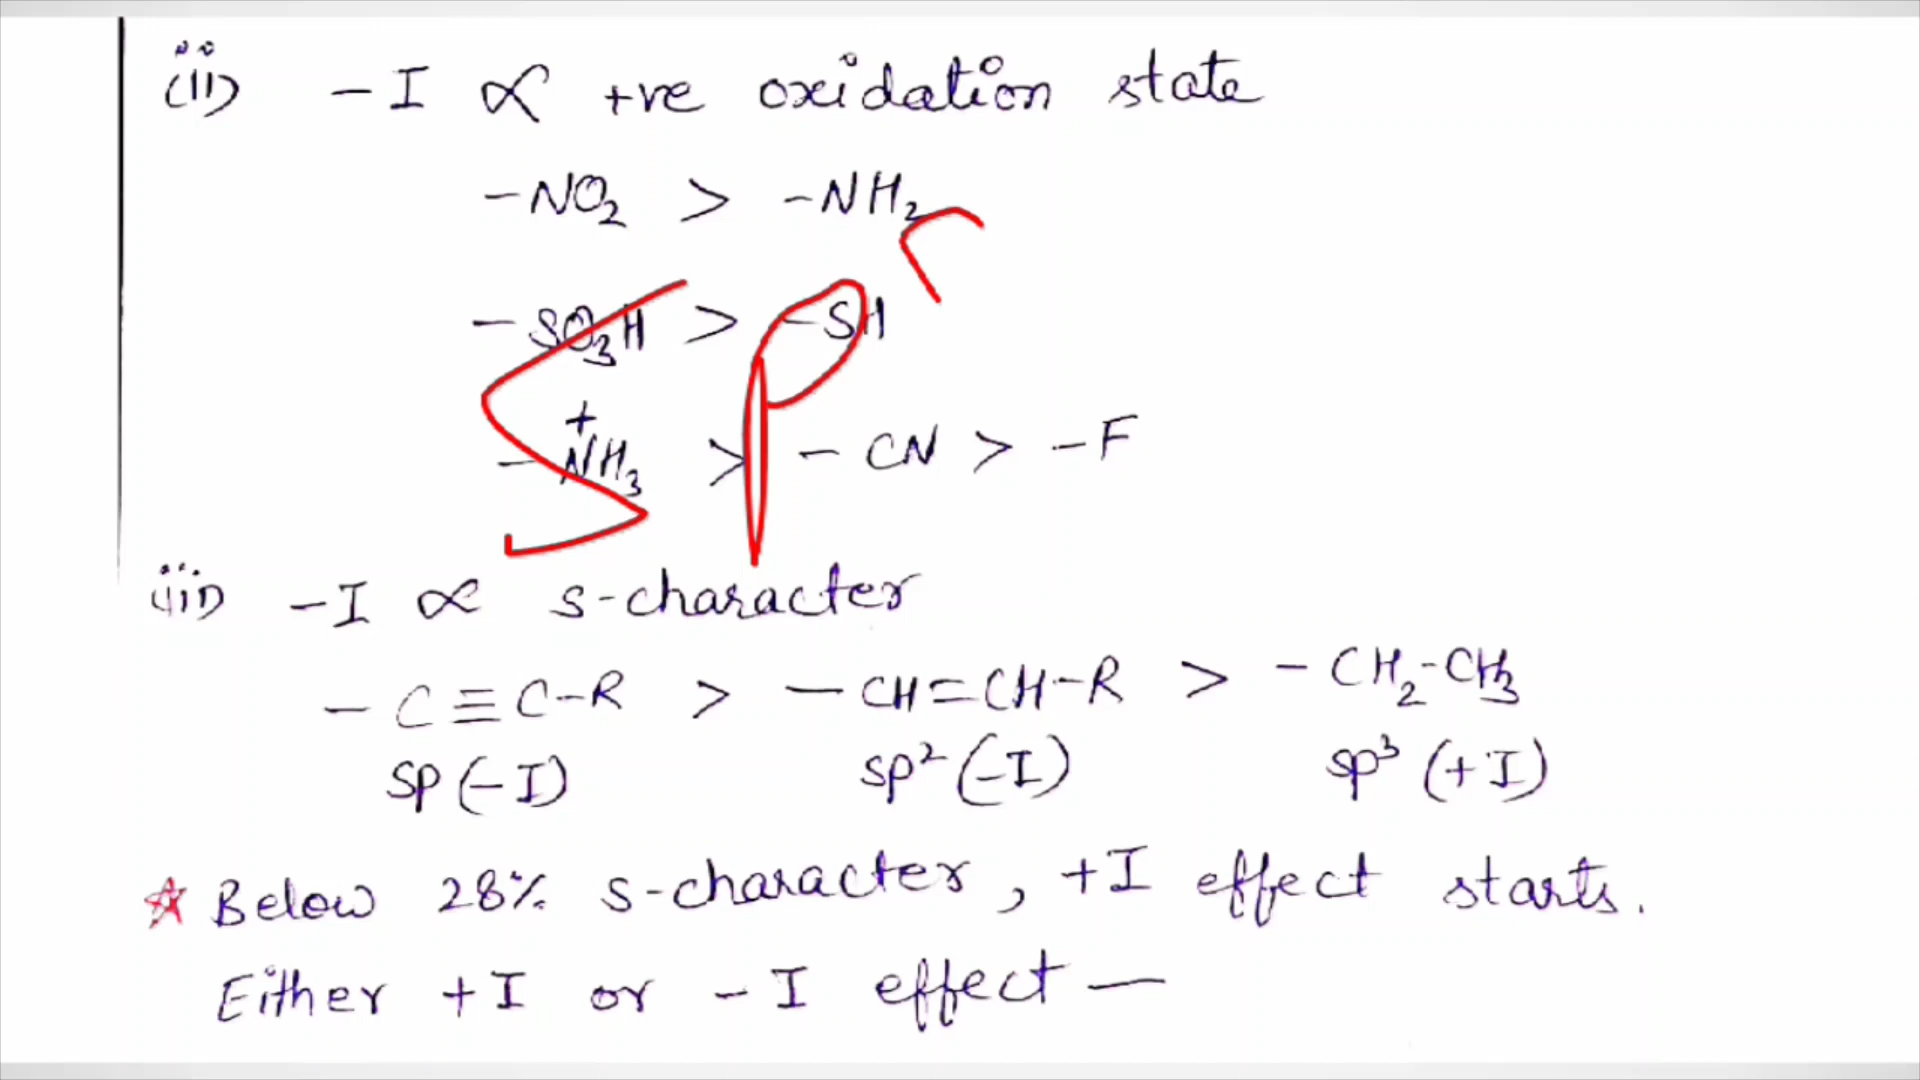 (ii) -I ∝ +ve oxidation state
-NO₂ > -NH₂
-SO₃H > -SH
-N⁺H₃ > -CN > -F
(iii) -I ∝ s-character
-C≡C-R > -CH=CH-R > -CH₂-CH₃
sp (-I) sp² (-I) sp³ (+I)
☆ Below 28% s-character, +I effect starts.
Either +I or -I effect —